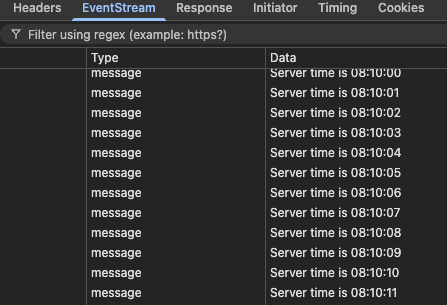 Headers EventStream Response Initiator Timing Cookies
Filter using regex (example: https?)
Type Data
message Server time is 08:10:00
message Server time is 08:10:01
message Server time is 08:10:02
message Server time is 08:10:03
message Server time is 08:10:04
message Server time is 08:10:05
message Server time is 08:10:06
message Server time is 08:10:07
message Server time is 08:10:08
message Server time is 08:10:09
message Server time is 08:10:10
message Server time is 08:10:11